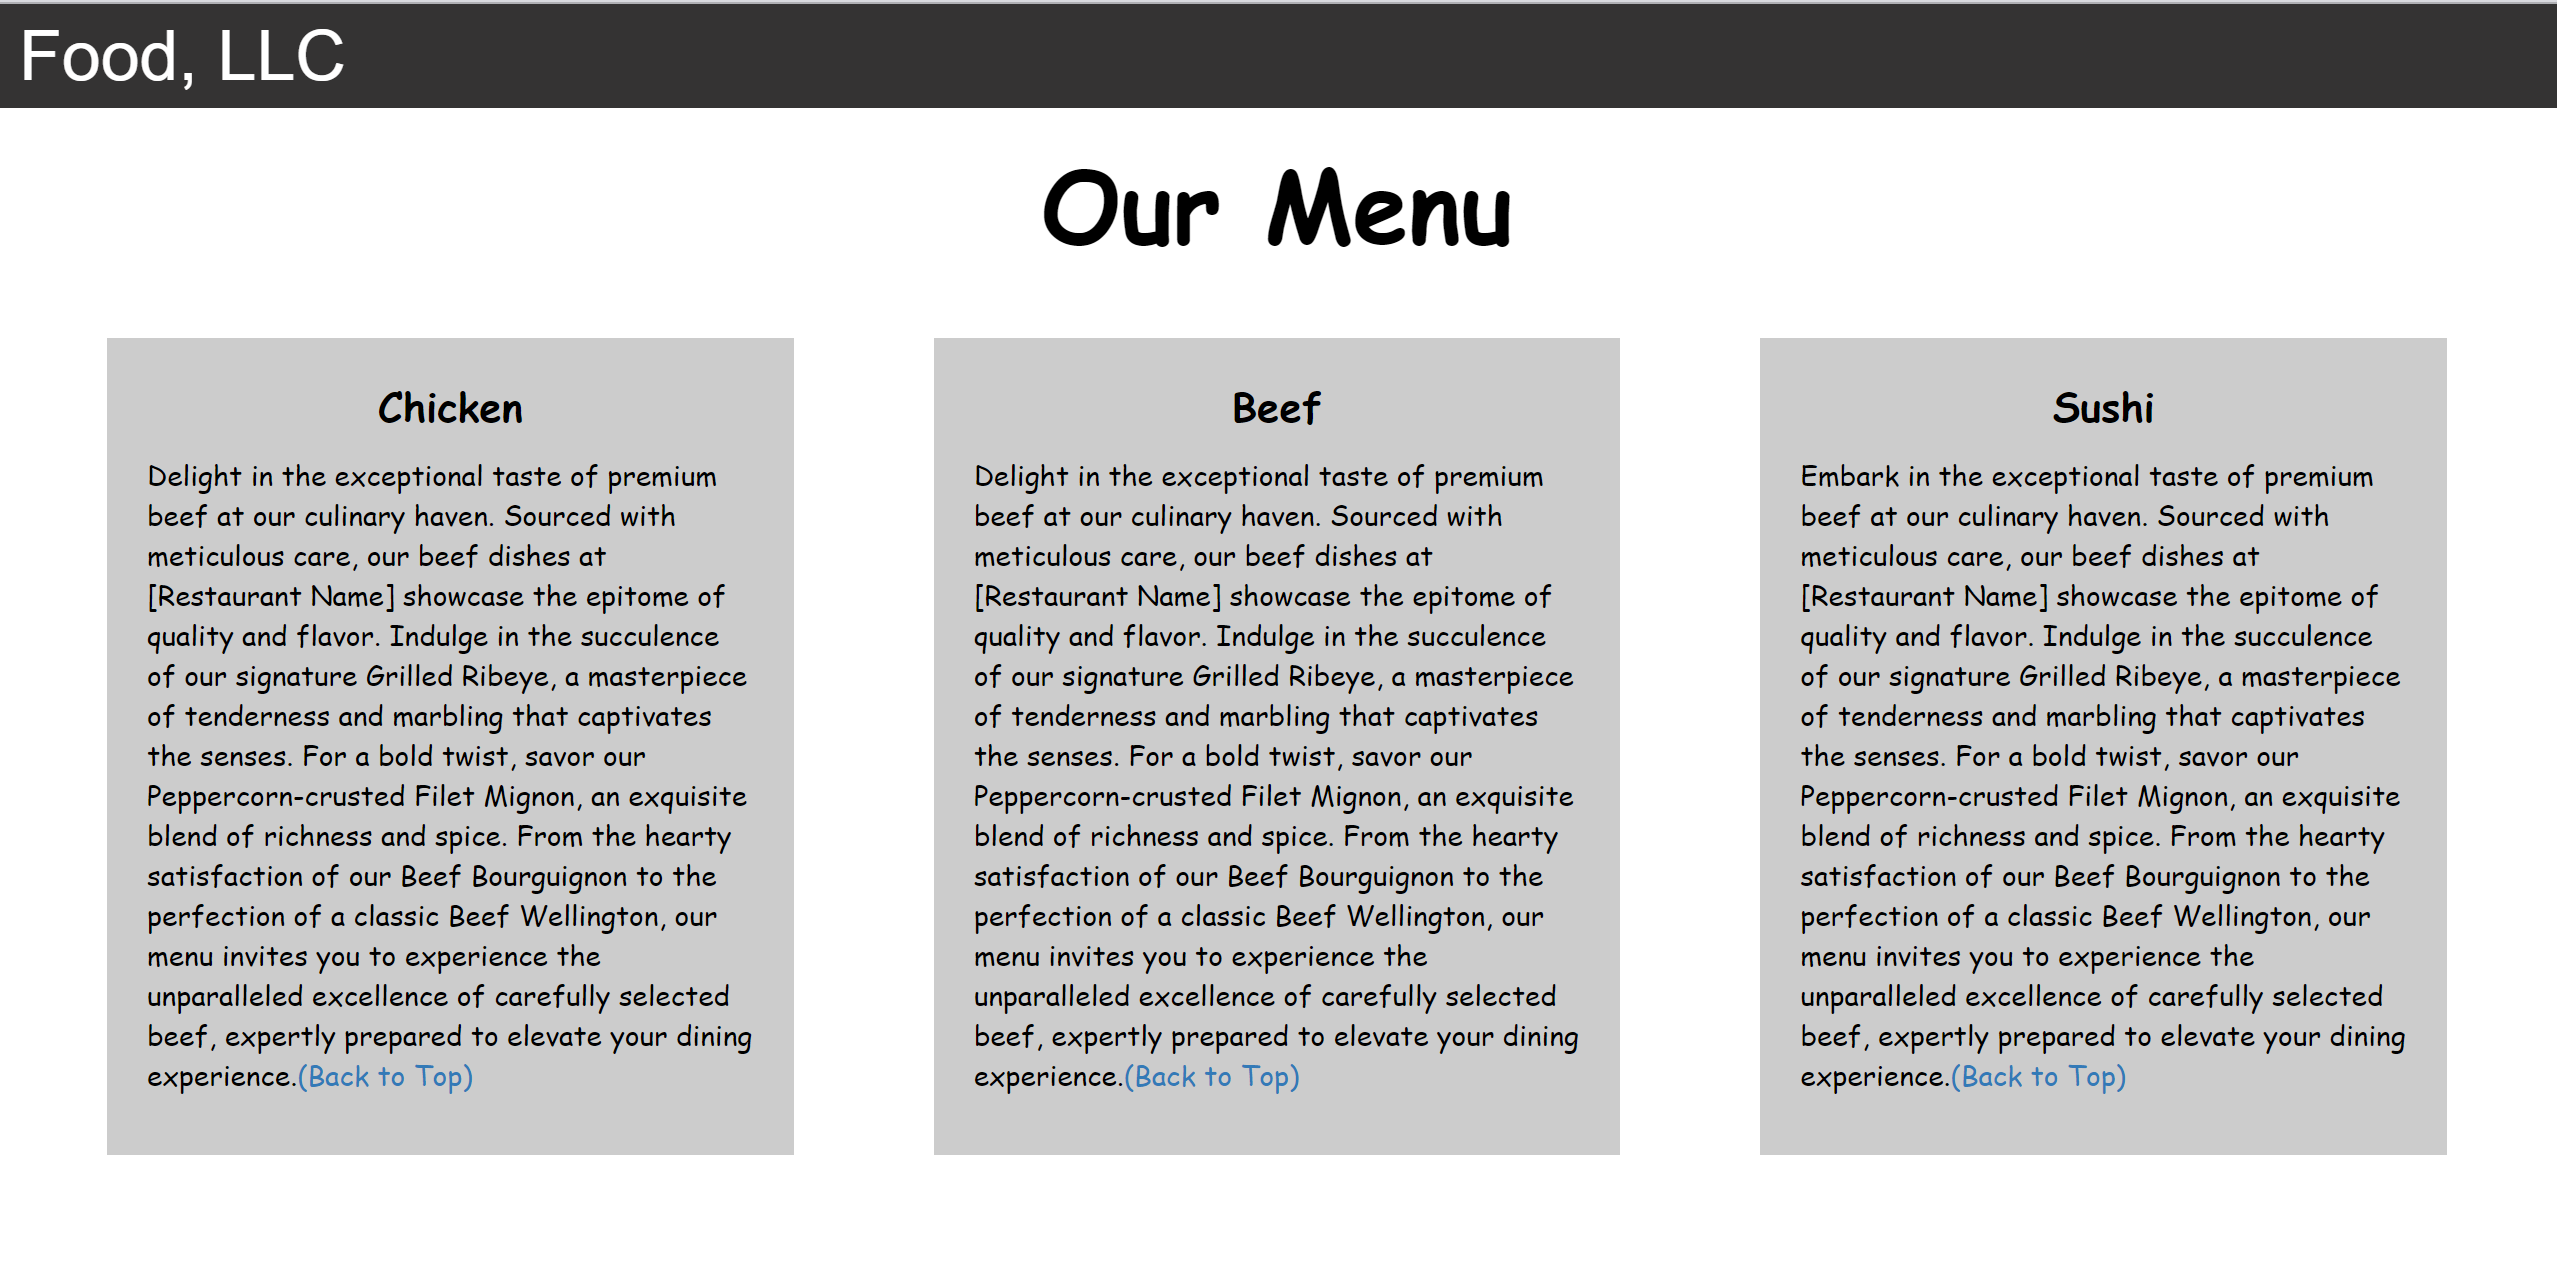 Food, LLC
Our Menu
Chicken
Delight in the exceptional taste of premium
beef at our culinary haven. Sourced with
meticulous care, our beef dishes at
[Restaurant Name] showcase the epitome of
quality and flavor. Indulge in the succulence
of our signature Grilled Ribeye, a masterpiece
of tenderness and marbling that captivates
the senses. For a bold twist, savor our
Peppercorn-crusted Filet Mignon, an exquisite
blend of richness and spice. From the hearty
satisfaction of our Beef Bourguignon to the
perfection of a classic Beef Wellington, our
menu invites you to experience the
unparalleled excellence of carefully selected
beef, expertly prepared to elevate your dining
experience.(Back to Top)
Beef
Delight in the exceptional taste of premium
beef at our culinary haven. Sourced with
meticulous care, our beef dishes at
[Restaurant Name] showcase the epitome of
quality and flavor. Indulge in the succulence
of our signature Grilled Ribeye, a masterpiece
of tenderness and marbling that captivates
the senses. For a bold twist, savor our
Peppercorn-crusted Filet Mignon, an exquisite
blend of richness and spice. From the hearty
satisfaction of our Beef Bourguignon to the
perfection of a classic Beef Wellington, our
menu invites you to experience the
unparalleled excellence of carefully selected
beef, expertly prepared to elevate your dining
experience.(Back to Top)
Sushi
Embark in the exceptional taste of premium
beef at our culinary haven. Sourced with
meticulous care, our beef dishes at
[Restaurant Name] showcase the epitome of
quality and flavor. Indulge in the succulence
of our signature Grilled Ribeye, a masterpiece
of tenderness and marbling that captivates
the senses. For a bold twist, savor our
Peppercorn-crusted Filet Mignon, an exquisite
blend of richness and spice. From the hearty
satisfaction of our Beef Bourguignon to the
perfection of a classic Beef Wellington, our
menu invites you to experience the
unparalleled excellence of carefully selected
beef, expertly prepared to elevate your dining
experience.(Back to Top)